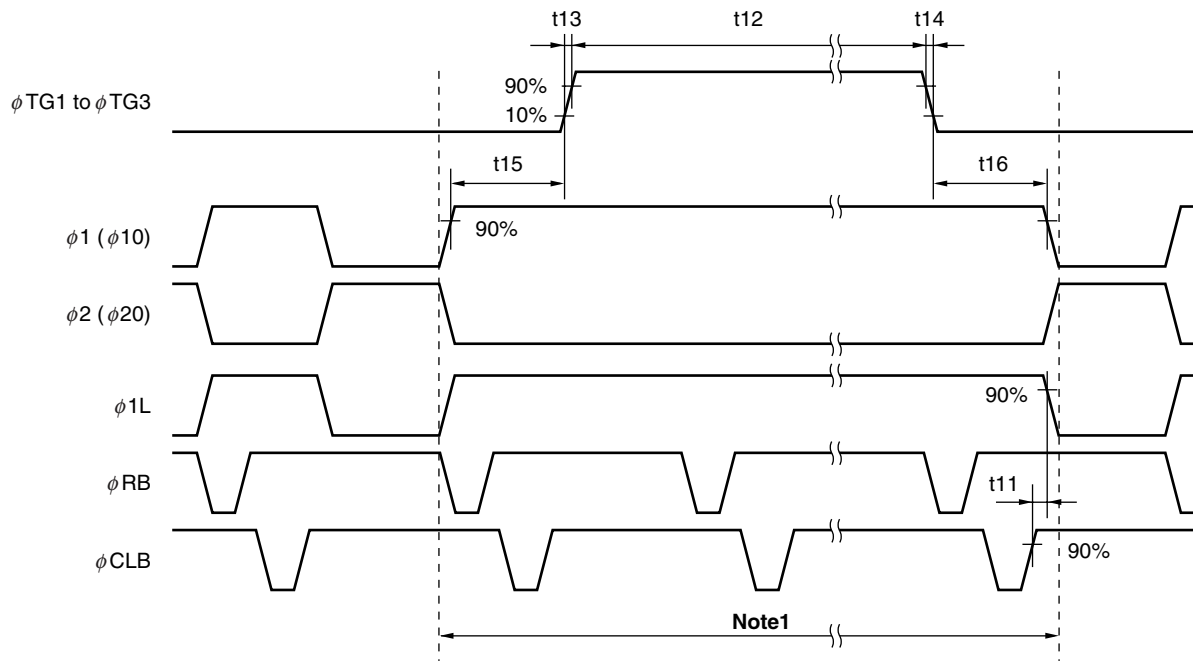 t13 t12 t14
φTG1 to φTG3
90%
10%
t15 t16
φ1 (φ10)
90%
φ2 (φ20)
φ1L
90%
φRB
t11
φCLB
90%
Note1